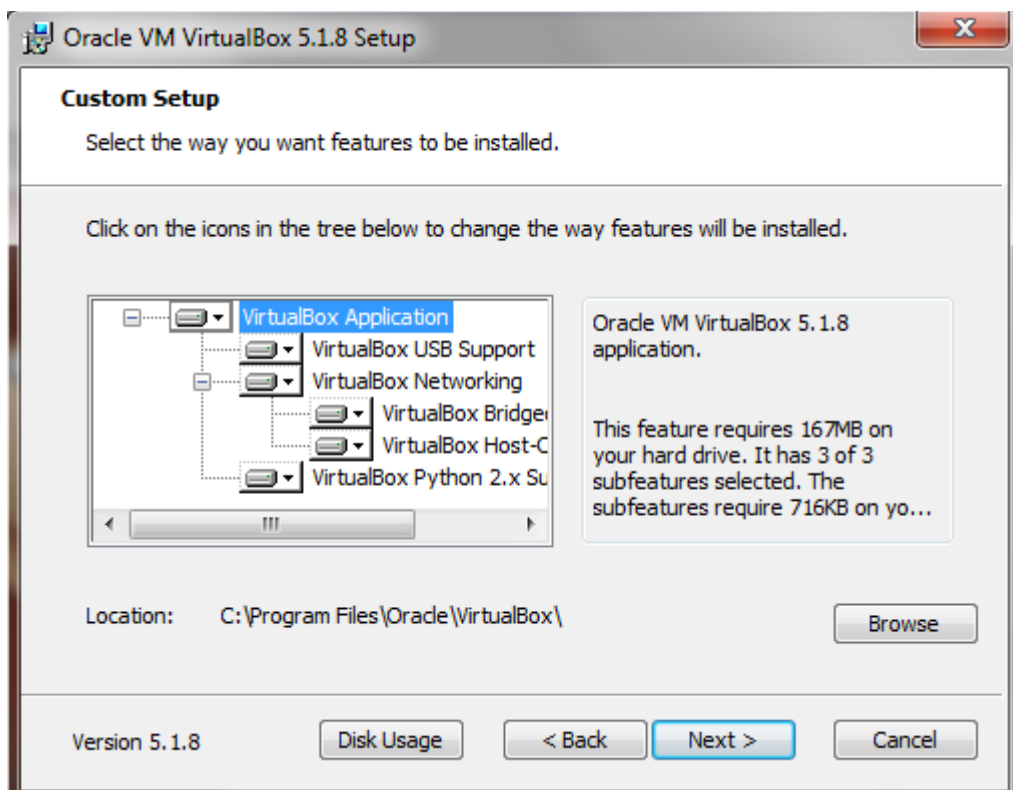 Oracle VM VirtualBox 5.1.8 Setup
Custom Setup
Select the way you want features to be installed.
Click on the icons in the tree below to change the way features will be installed.
VirtualBox Application
VirtualBox USB Support
VirtualBox Networking
VirtualBox Bridge
VirtualBox Host-C
VirtualBox Python 2.x Su
Oracle VM VirtualBox 5.1.8
application.
This feature requires 167MB on
your hard drive. It has 3 of 3
subfeatures selected. The
subfeatures require 716KB on yo...
Location: C:\Program Files\Oracle\VirtualBox\
Browse
Version 5.1.8
Disk Usage
< Back
Next >
Cancel